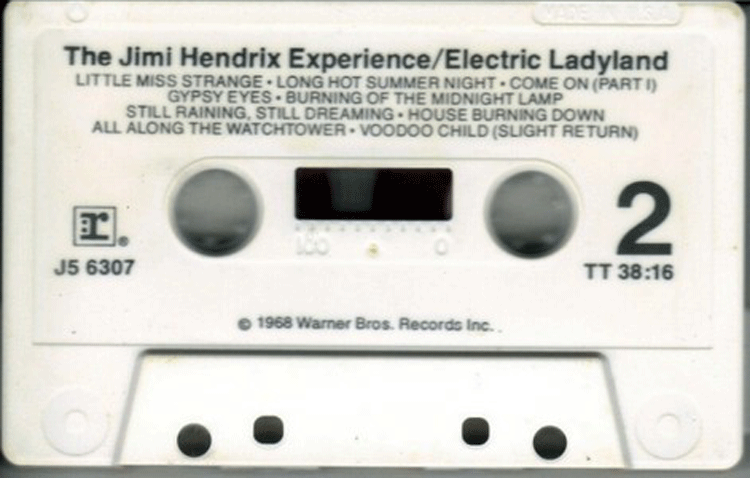 MADE IN U.S.A.
The Jimi Hendrix Experience/Electric Ladyland
LITTLE MISS STRANGE • LONG HOT SUMMER NIGHT • COME ON (PART I)
GYPSY EYES • BURNING OF THE MIDNIGHT LAMP
STILL RAINING, STILL DREAMING • HOUSE BURNING DOWN
ALL ALONG THE WATCHTOWER • VOODOO CHILD (SLIGHT RETURN)
r ®
J5 6307
100 0
2
TT 38:16
© 1968 Warner Bros. Records Inc.